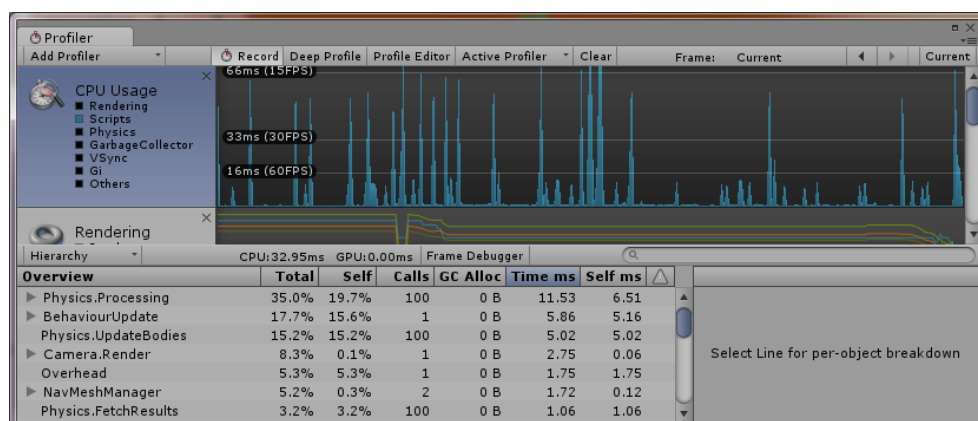 Profiler
Add Profiler Record Deep Profile Profile Editor Active Profiler Clear Frame: Current Current
CPU Usage
Rendering
Scripts
Physics
GarbageCollector
VSync
Gi
Others
66ms (15FPS)
33ms (30FPS)
16ms (60FPS)
Rendering
Hierarchy CPU:32.95ms GPU:0.00ms Frame Debugger
Overview Total Self Calls GC Alloc Time ms Self ms
Physics.Processing 35.0% 19.7% 100 0 B 11.53 6.51
BehaviourUpdate 17.7% 15.6% 1 0 B 5.86 5.16
Physics.UpdateBodies 15.2% 15.2% 100 0 B 5.02 5.02
Camera.Render 8.3% 0.1% 1 0 B 2.75 0.06
Overhead 5.3% 5.3% 1 0 B 1.75 1.75
NavMeshManager 5.2% 0.3% 2 0 B 1.72 0.12
Physics.FetchResults 3.2% 3.2% 100 0 B 1.06 1.06
Select Line for per-object breakdown